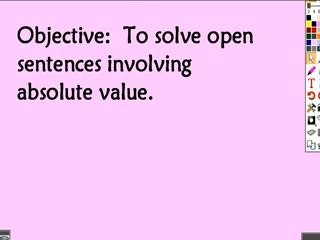 Objective:  To solve open
sentences involving
absolute value.